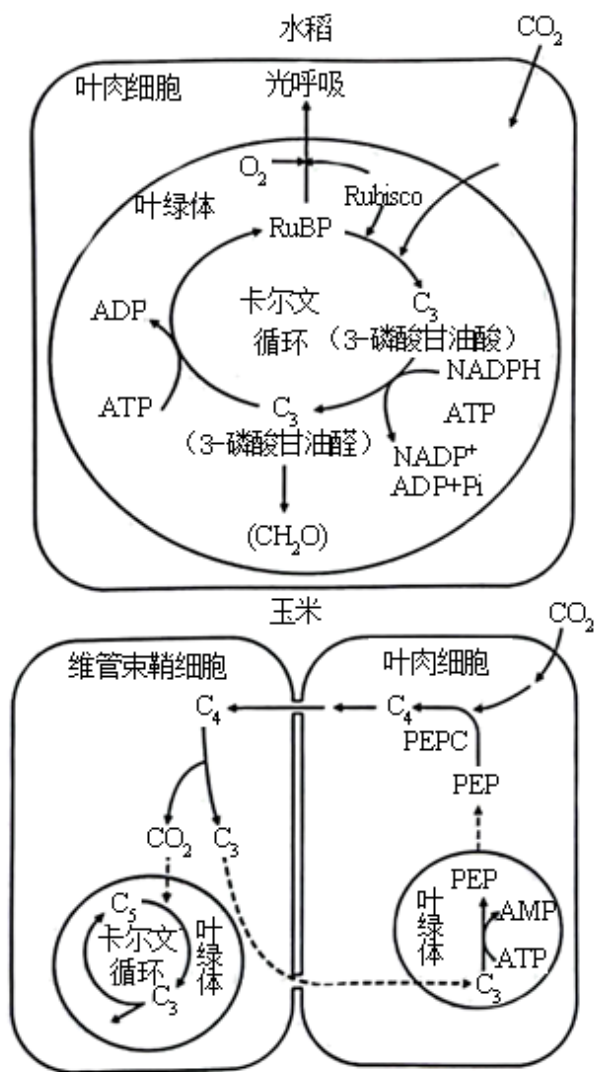 水稻
CO₂
叶肉细胞
光呼吸
O₂
Rubisco
叶绿体
RuBP
卡尔文
循环
C₃
(3-磷酸甘油酸)
ADP
NADPH
ATP
C₃
ATP
(3-磷酸甘油醛)
NADP⁺
ADP+Pi
(CH₂O)
玉米
CO₂
维管束鞘细胞
叶肉细胞
C₄
C₄
PEPC
PEP
CO₂
C₃
PEP
C₅
叶绿体
卡尔文
循环
C₃
叶绿体
AMP
ATP
C₃